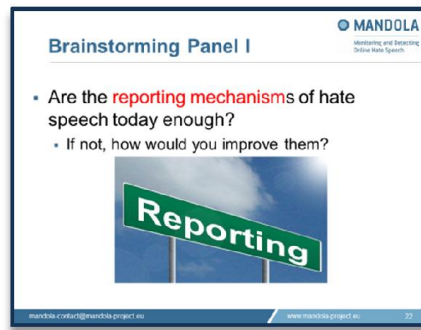 MANDOLA
Monitoring and Detecting
Online Hate Speech
Brainstorming Panel I
Are the reporting mechanisms of hate
speech today enough?
If not, how would you improve them?
Reporting
mandola-contact@mandola-project.eu
www.mandola-project.eu
22